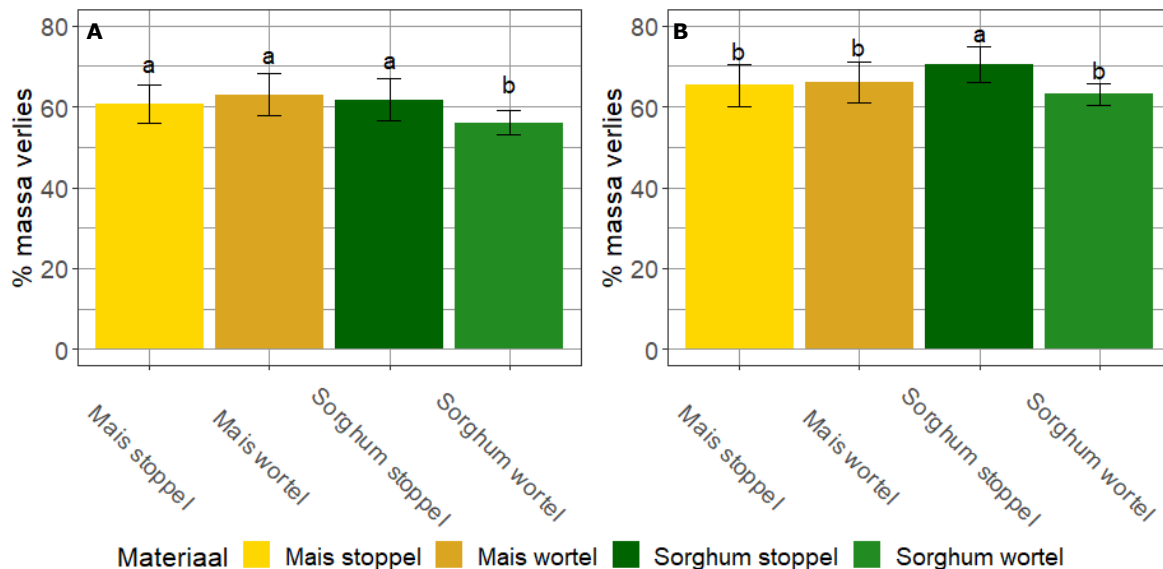 A
% massa verlies
80
60
40
20
0
a
a
a
b
Mais stoppel
Mais wortel
Sorghum stoppel
Sorghum wortel
B
% massa verlies
80
60
40
20
0
b
b
a
b
Mais stoppel
Mais wortel
Sorghum stoppel
Sorghum wortel
Materiaal Mais stoppel Mais wortel Sorghum stoppel Sorghum wortel